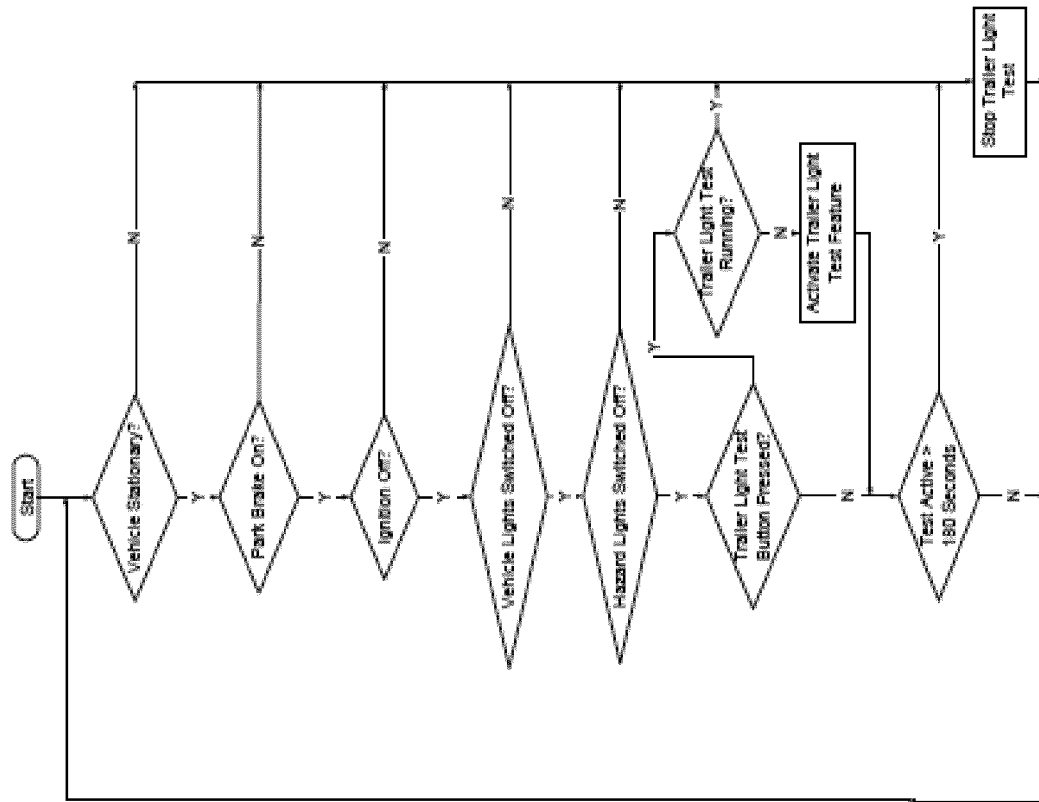 Start
Vehicle Stationary?
N
Y
Park Brake On?
N
Y
Ignition Off?
N
Y
Vehicle Lights Switched Off?
N
Y
Hazard Lights Switched Off?
N
Y
Trailer Light Test
Button Pressed?
Y
N
Trailer Light Test
Running?
Y
N
Activate Trailer Light
Test Feature
Test Active >
180 Seconds
Y
N
Stop Trailer Light
Test